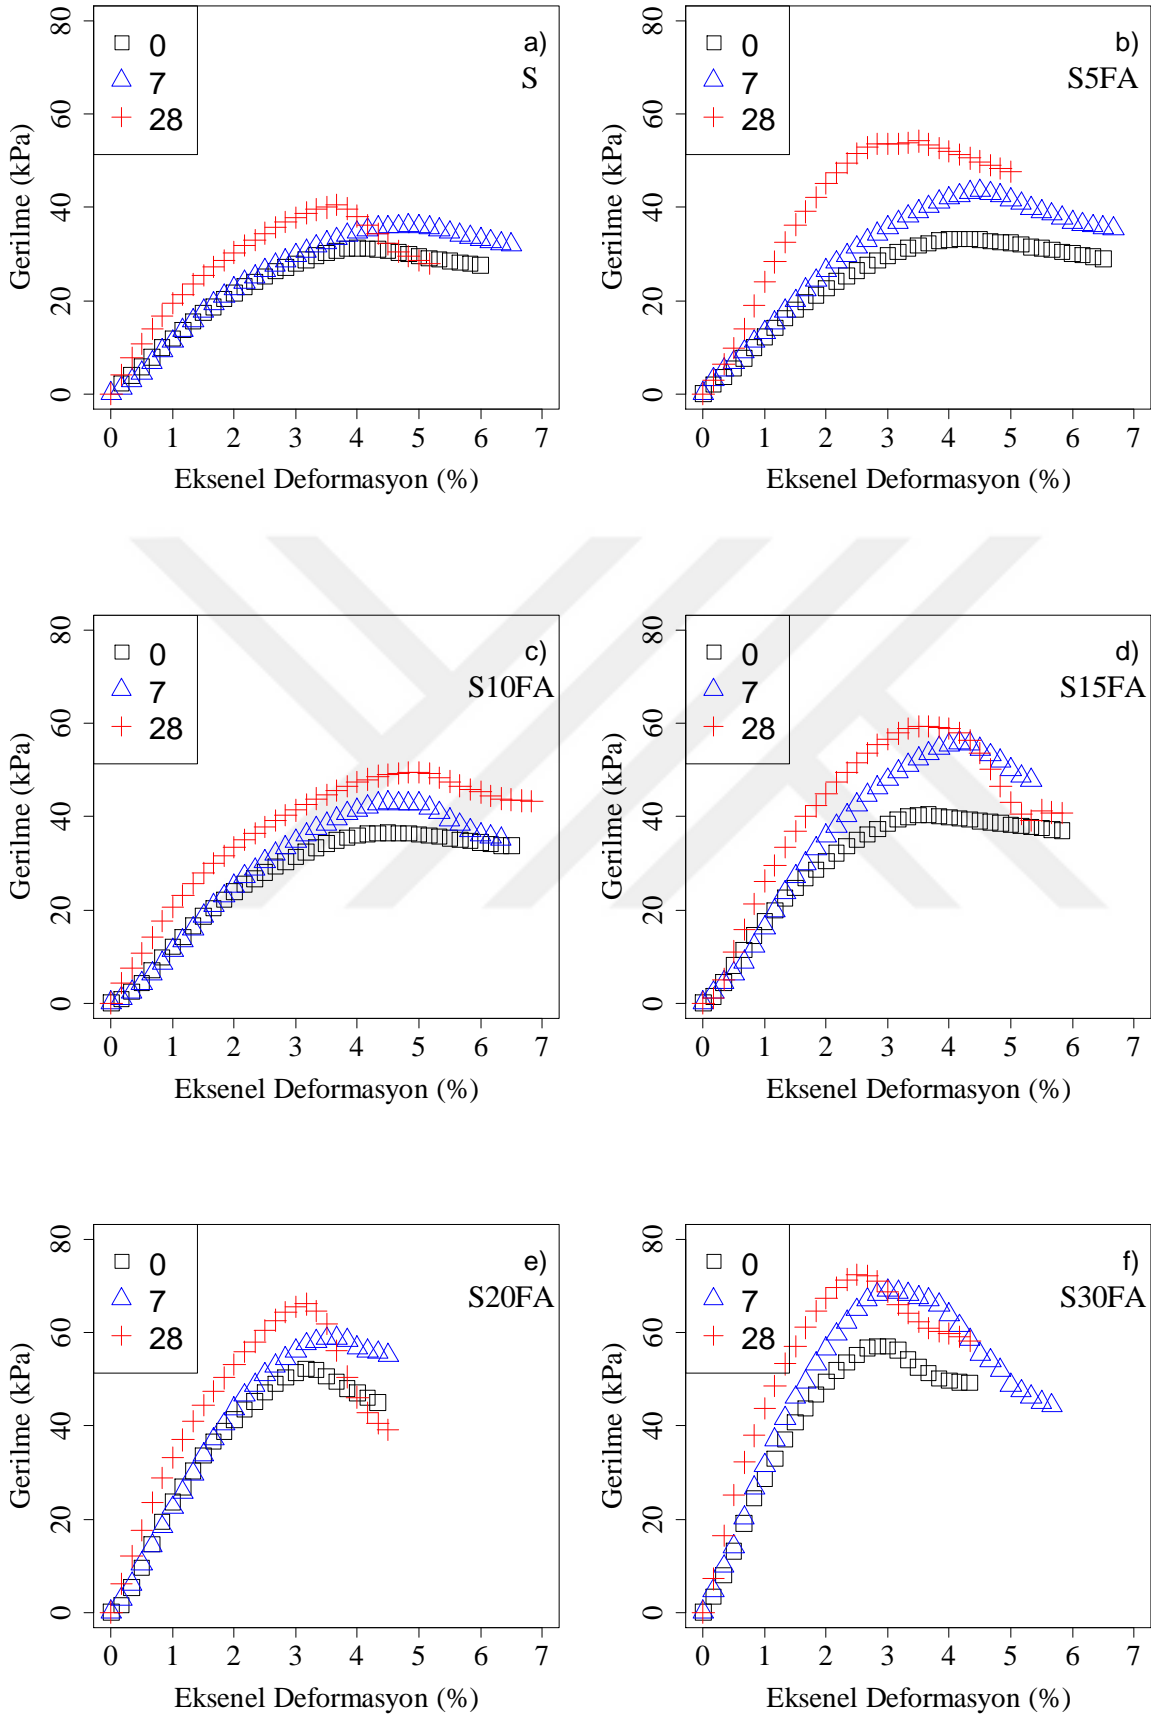 a)
S
0
7
28
Gerilme (kPa)
0 20 40 60 80
0 1 2 3 4 5 6 7
Eksenel Deformasyon (%)
b)
S5FA
0
7
28
Gerilme (kPa)
0 20 40 60 80
0 1 2 3 4 5 6 7
Eksenel Deformasyon (%)
c)
S10FA
0
7
28
Gerilme (kPa)
0 20 40 60 80
0 1 2 3 4 5 6 7
Eksenel Deformasyon (%)
d)
S15FA
0
7
28
Gerilme (kPa)
0 20 40 60 80
0 1 2 3 4 5 6 7
Eksenel Deformasyon (%)
e)
S20FA
0
7
28
Gerilme (kPa)
0 20 40 60 80
0 1 2 3 4 5 6 7
Eksenel Deformasyon (%)
f)
S30FA
0
7
28
Gerilme (kPa)
0 20 40 60 80
0 1 2 3 4 5 6 7
Eksenel Deformasyon (%)